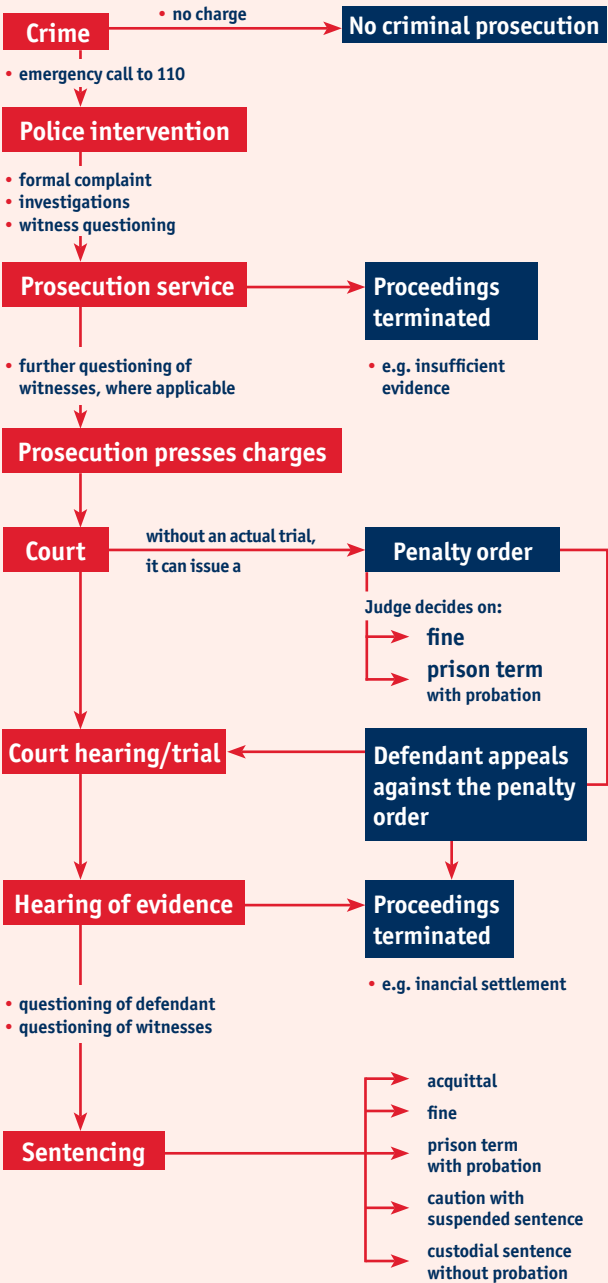 • no charge
Crime
No criminal prosecution
• emergency call to 110
Police intervention
• formal complaint
• investigations
• witness questioning
Prosecution service
Proceedings
terminated
• further questioning of
witnesses, where applicable
• e.g. insufficient
evidence
Prosecution presses charges
Court
without an actual trial,
it can issue a
Penalty order
Judge decides on:
fine
prison term
with probation
Court hearing/trial
Defendant appeals
against the penalty
order
Hearing of evidence
Proceedings
terminated
• e.g. inancial settlement
• questioning of defendant
• questioning of witnesses
Sentencing
acquittal
fine
prison term
with probation
caution with
suspended sentence
custodial sentence
without probation